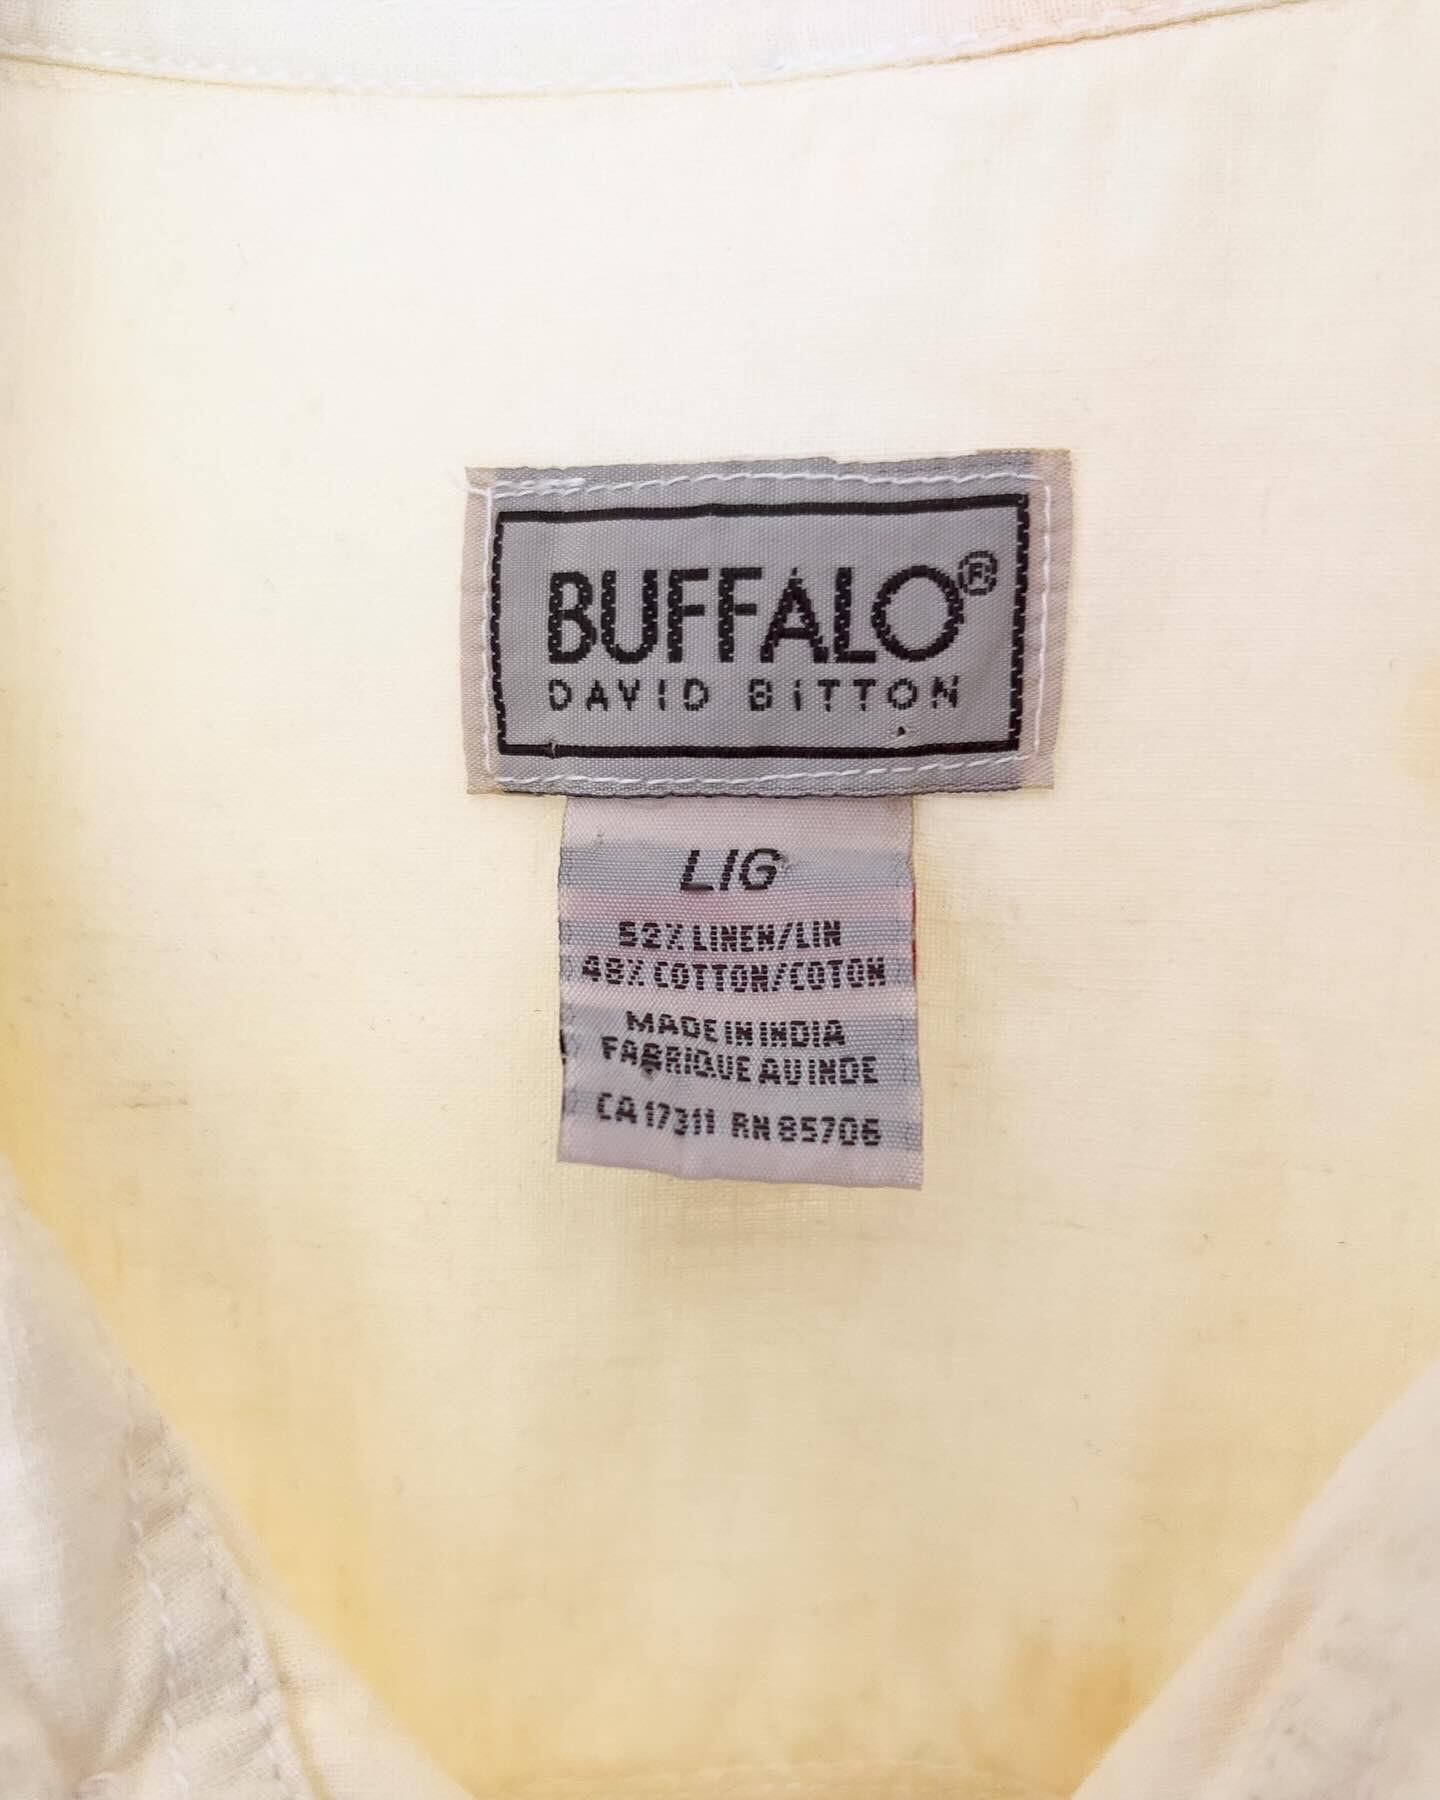 BUFFALO®
DAVID BITTON
L/G
52% LINEN/LIN
48% COTTON/COTON
MADE IN INDIA
FABRIQUE AU INDE
CA 17311 RN 85706